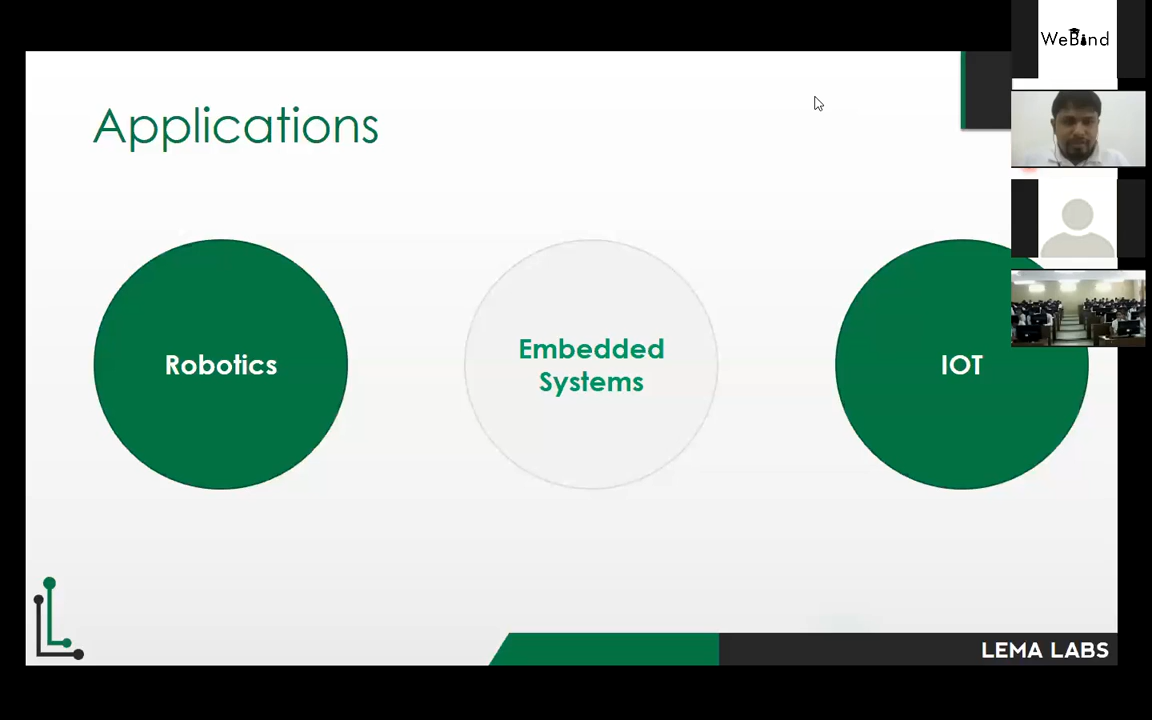 WeBind
Applications
Robotics
Embedded
Systems
IOT
LEMA LABS